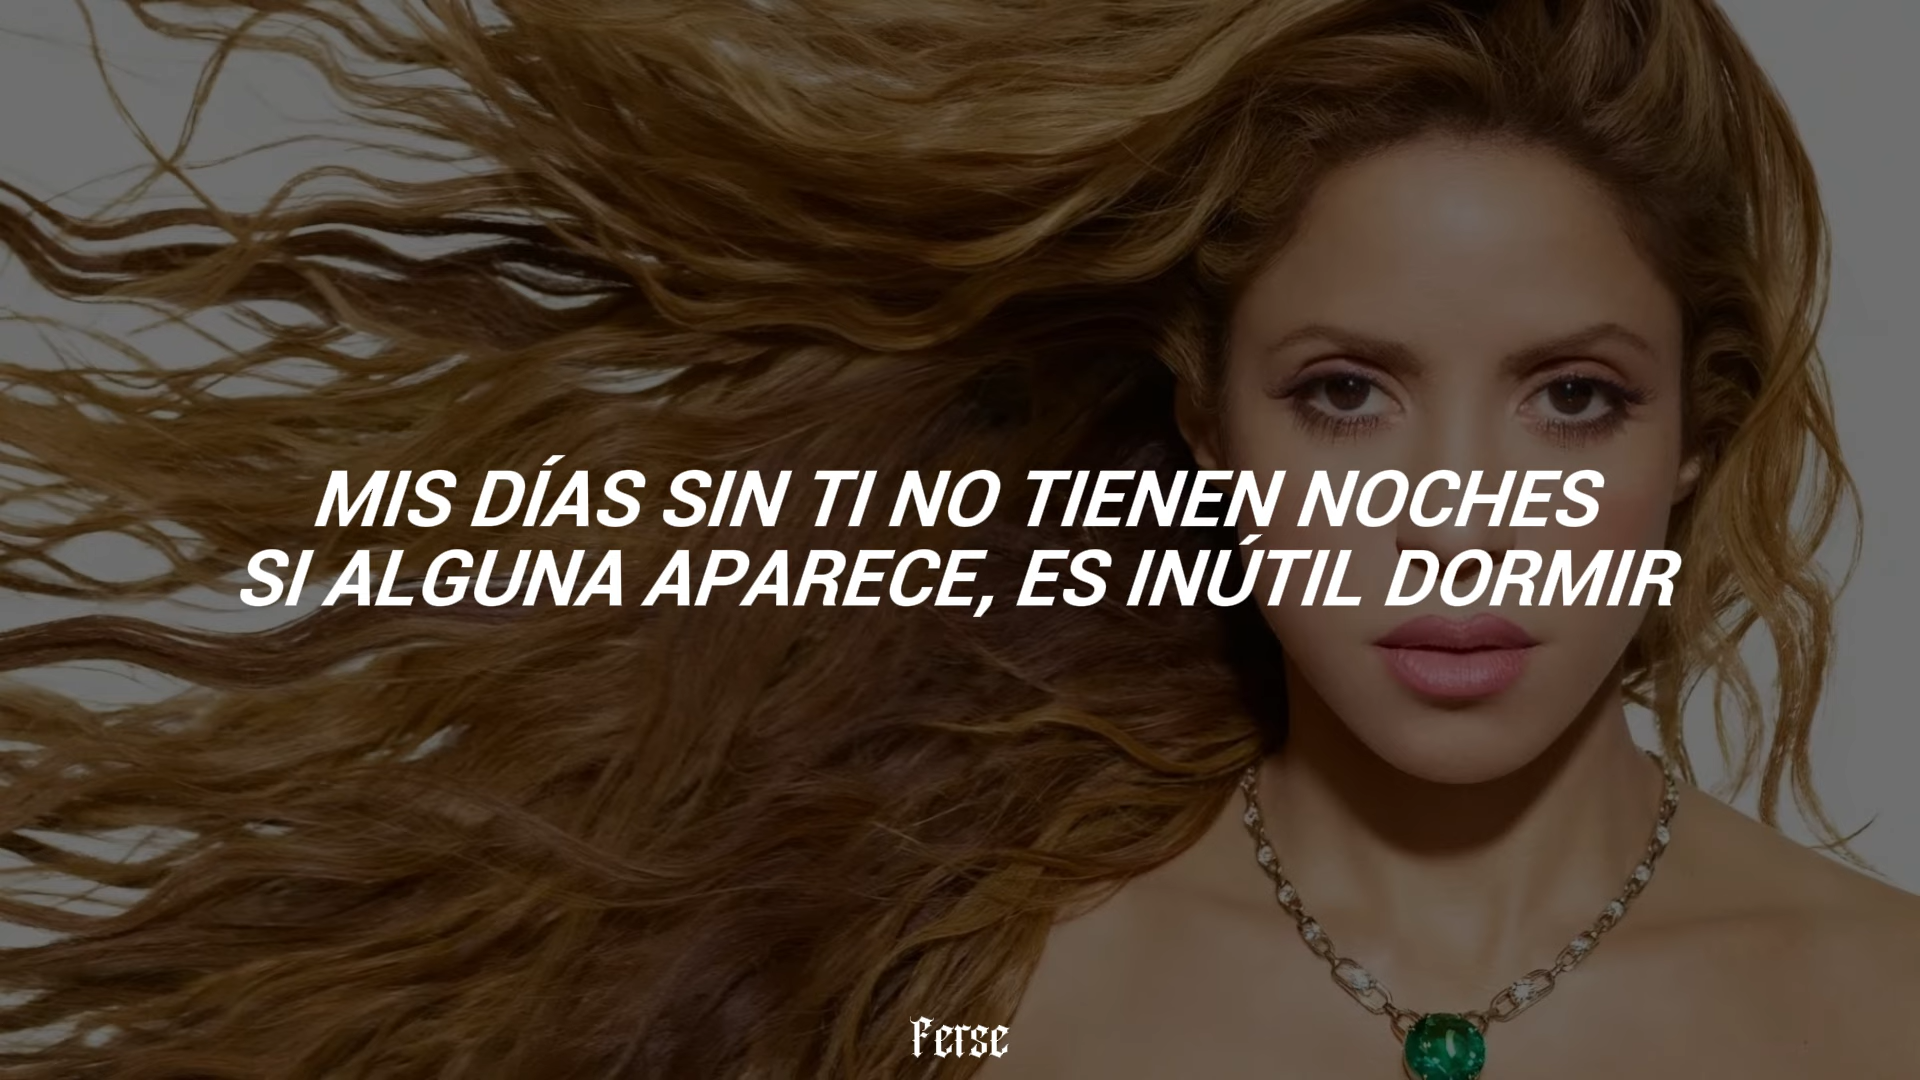 MIS DÍAS SIN TI NO TIENEN NOCHES
SI ALGUNA APARECE, ES INÚTIL DORMIR
Ferse